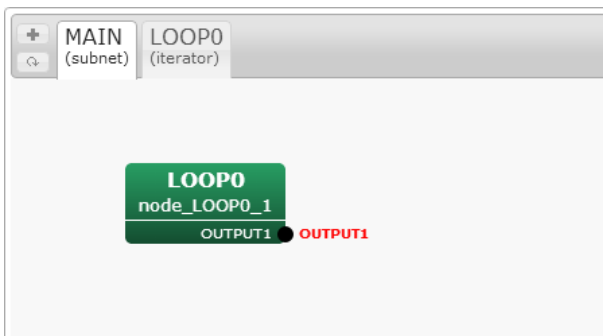 MAIN
(subnet)
LOOP0
(iterator)
LOOP0
node_LOOP0_1
OUTPUT1 OUTPUT1